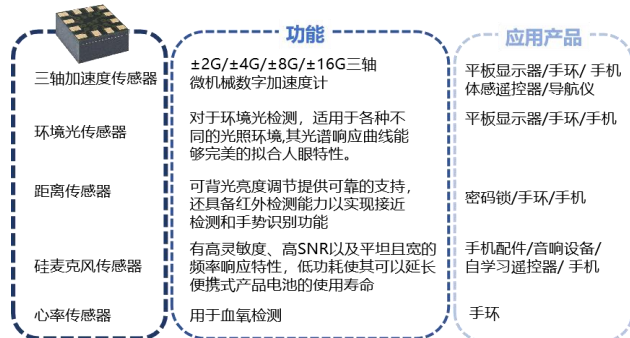 功能
应用产品
三轴加速度传感器
±2G/±4G/±8G/±16G三轴
微机械数字加速度计
平板显示器/手环/ 手机
体感遥控器/导航仪
环境光传感器
对于环境光检测，适用于各种不
同的光照环境,其光谱响应曲线能
够完美的拟合人眼特性。
平板显示器/手环/手机
距离传感器
可背光亮度调节提供可靠的支持，
还具备红外检测能力以实现接近
检测和手势识别功能
密码锁/手环/手机
硅麦克风传感器
有高灵敏度、高SNR以及平坦且宽的
频率响应特性，低功耗使其可以延长
便携式产品电池的使用寿命
手机配件/音响设备/
自学习遥控器/ 手机
心率传感器
用于血氧检测
手环